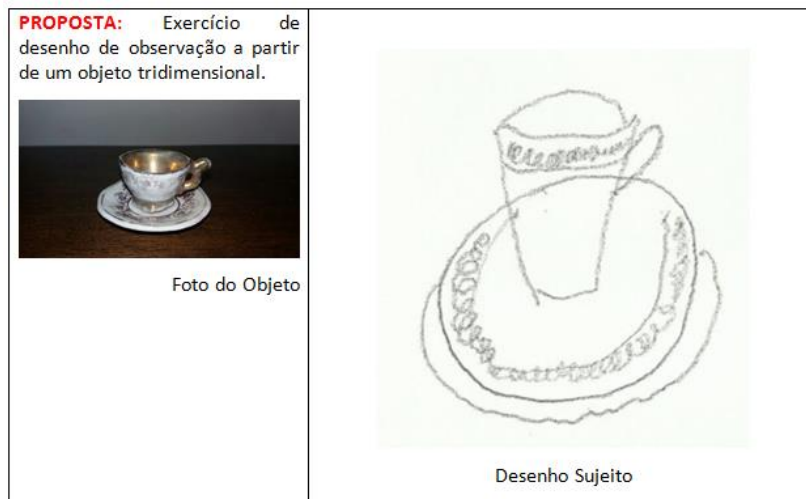 PROPOSTA: Exercício de
desenho de observação a partir
de um objeto tridimensional.
Foto do Objeto
Desenho Sujeito